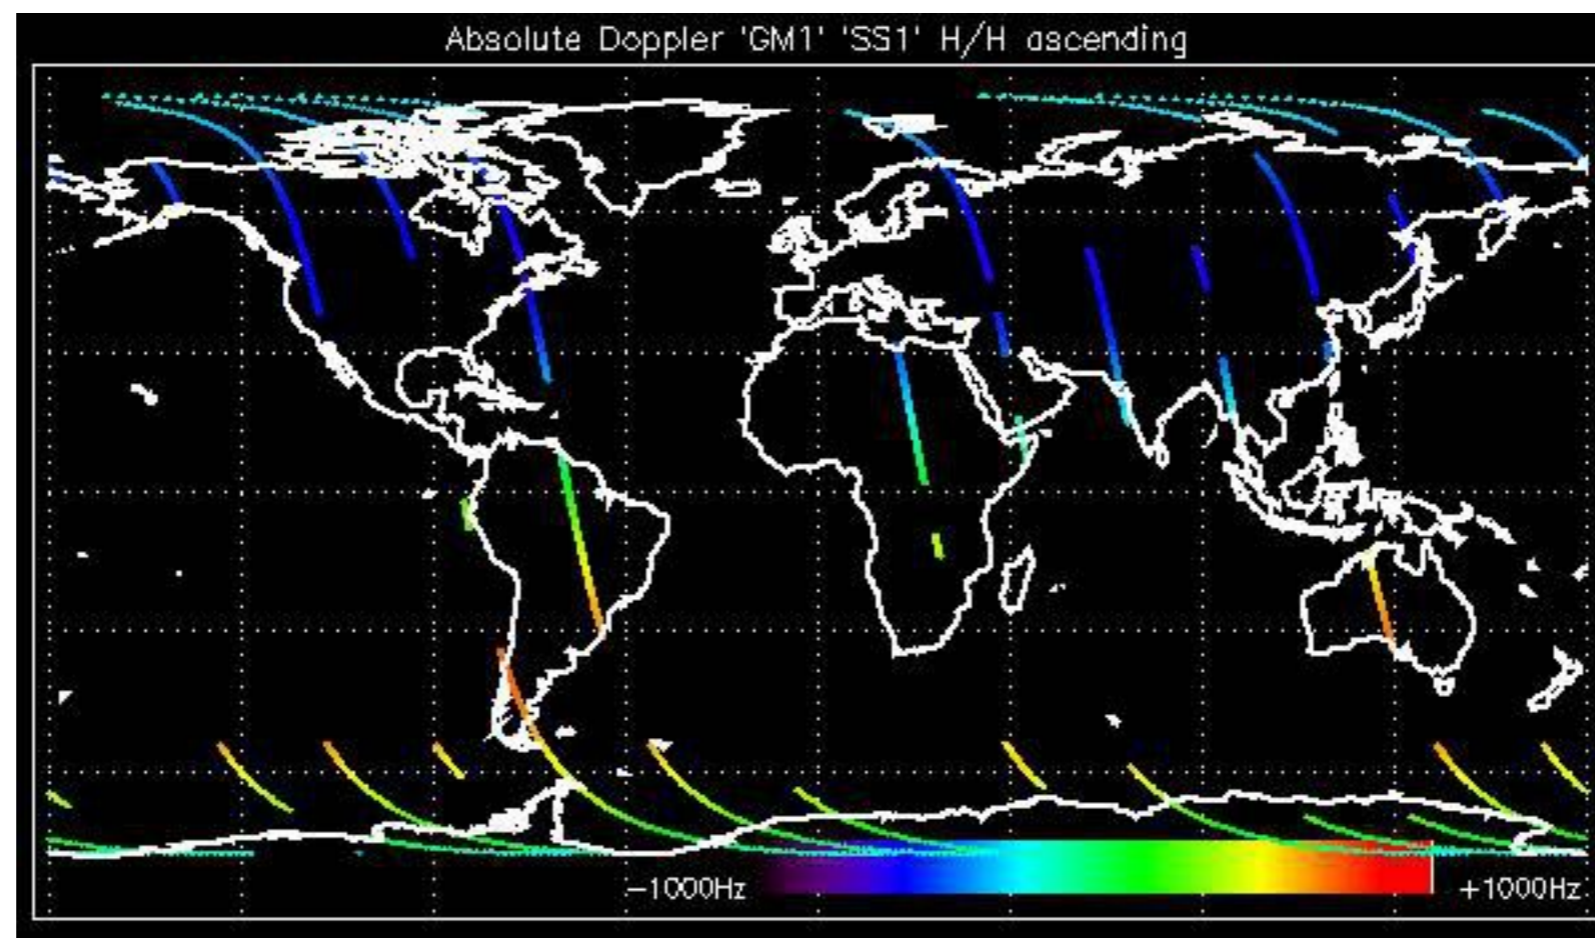 Absolute Doppler 'GM1' 'SS1' H/H ascending
−1000Hz
+1000Hz